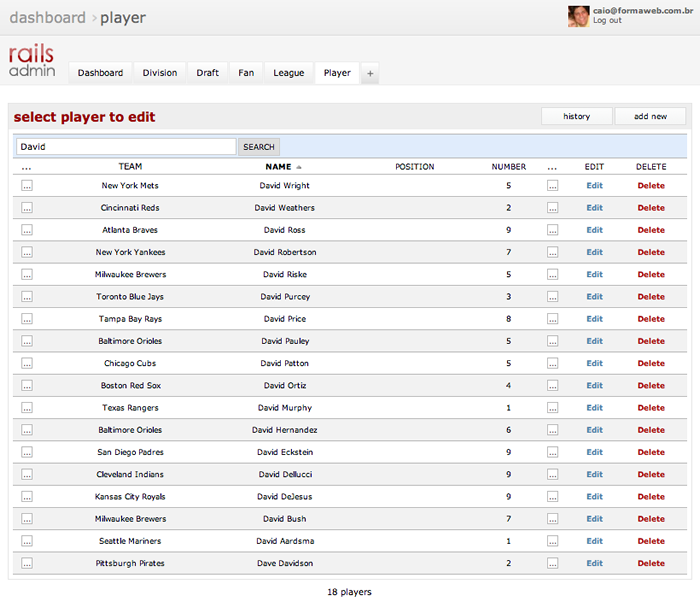 dashboard › player
caio@formaweb.com.br
Log out
rails
admin
Dashboard Division Draft Fan League Player +
select player to edit history add new
David SEARCH
... TEAM NAME POSITION NUMBER ... EDIT DELETE
... New York Mets David Wright 5 ... Edit Delete
... Cincinnati Reds David Weathers 2 ... Edit Delete
... Atlanta Braves David Ross 9 ... Edit Delete
... New York Yankees David Robertson 7 ... Edit Delete
... Milwaukee Brewers David Riske 5 ... Edit Delete
... Toronto Blue Jays David Purcey 3 ... Edit Delete
... Tampa Bay Rays David Price 8 ... Edit Delete
... Baltimore Orioles David Pauley 5 ... Edit Delete
... Chicago Cubs David Patton 5 ... Edit Delete
... Boston Red Sox David Ortiz 4 ... Edit Delete
... Texas Rangers David Murphy 1 ... Edit Delete
... Baltimore Orioles David Hernandez 6 ... Edit Delete
... San Diego Padres David Eckstein 9 ... Edit Delete
... Cleveland Indians David Dellucci 9 ... Edit Delete
... Kansas City Royals David DeJesus 9 ... Edit Delete
... Milwaukee Brewers David Bush 7 ... Edit Delete
... Seattle Mariners David Aardsma 1 ... Edit Delete
... Pittsburgh Pirates Dave Davidson 2 ... Edit Delete
18 players